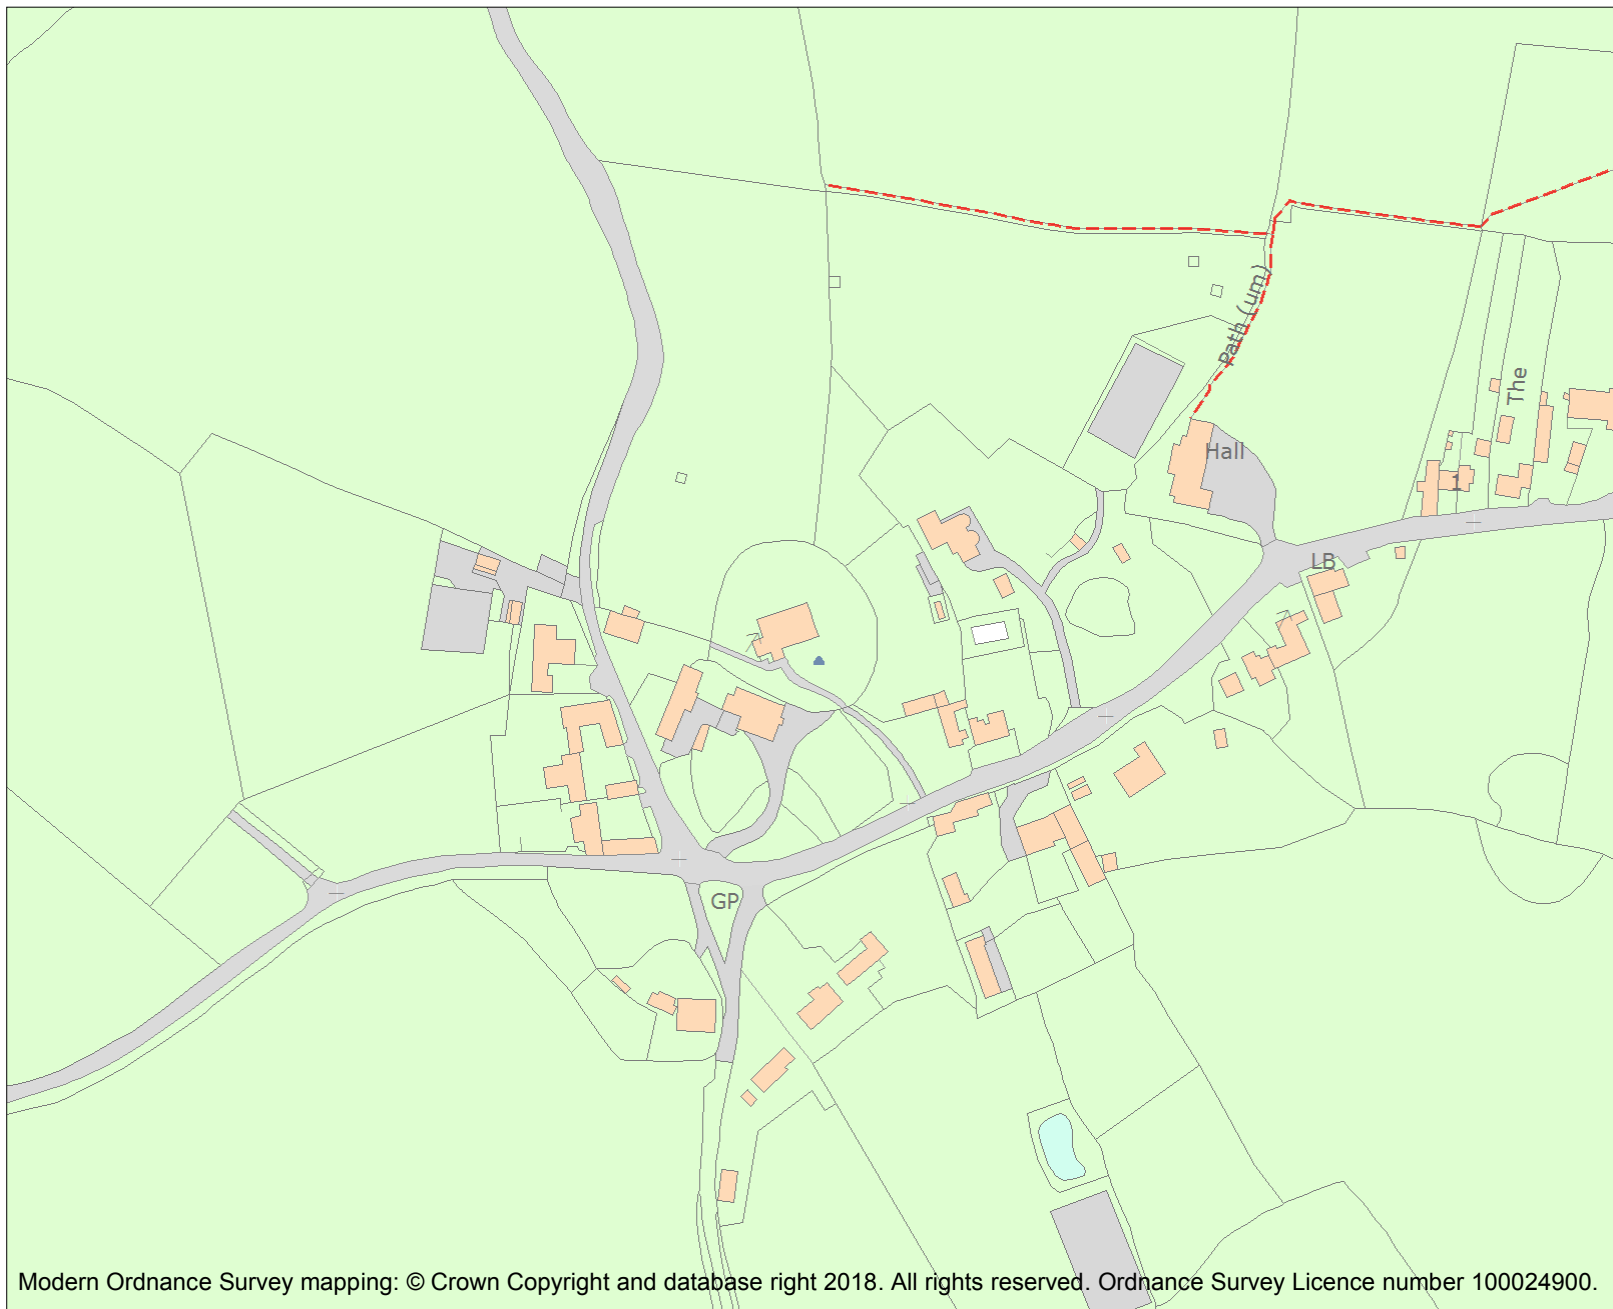 Path (um)
The
Hall
1
LB
GP
Modern Ordnance Survey mapping: © Crown Copyright and database right 2018. All rights reserved. Ordnance Survey Licence number 100024900.